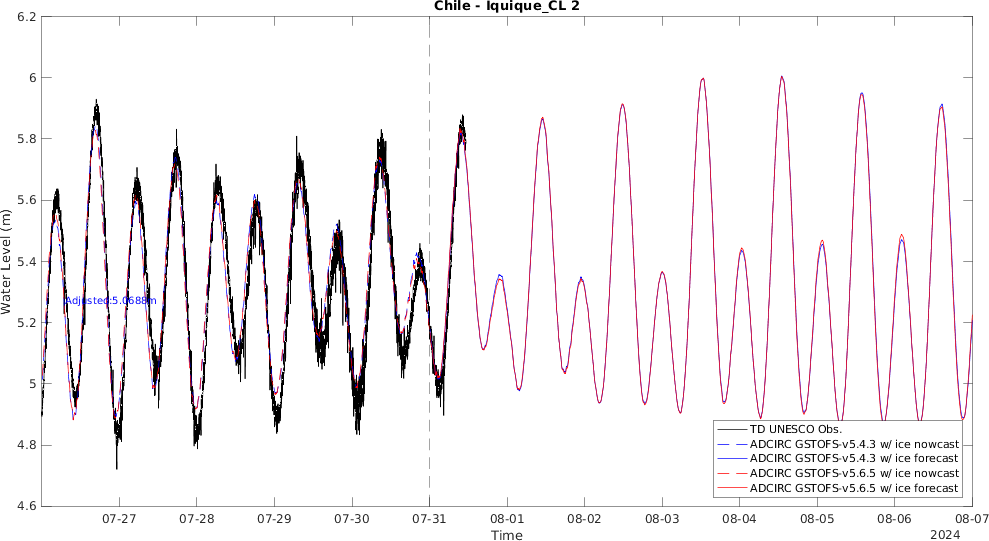 Chile - Iquique_CL 2
6.2
6
5.8
5.6
5.4
5.2
5
4.8
4.6
Water Level (m)
Adjusted:5.0688m
TD UNESCO Obs.
ADCIRC GSTOFS-v5.4.3 w/ ice nowcast
ADCIRC GSTOFS-v5.4.3 w/ ice forecast
ADCIRC GSTOFS-v5.6.5 w/ ice nowcast
ADCIRC GSTOFS-v5.6.5 w/ ice forecast
07-27 07-28 07-29 07-30 07-31 08-01 08-02 08-03 08-04 08-05 08-06 08-07
Time
2024